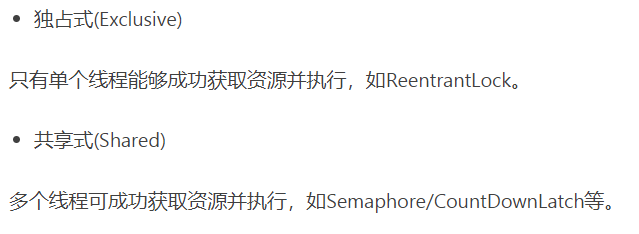 • 独占式(Exclusive)
只有单个线程能够成功获取资源并执行，如ReentrantLock。
• 共享式(Shared)
多个线程可成功获取资源并执行，如Semaphore/CountDownLatch等。